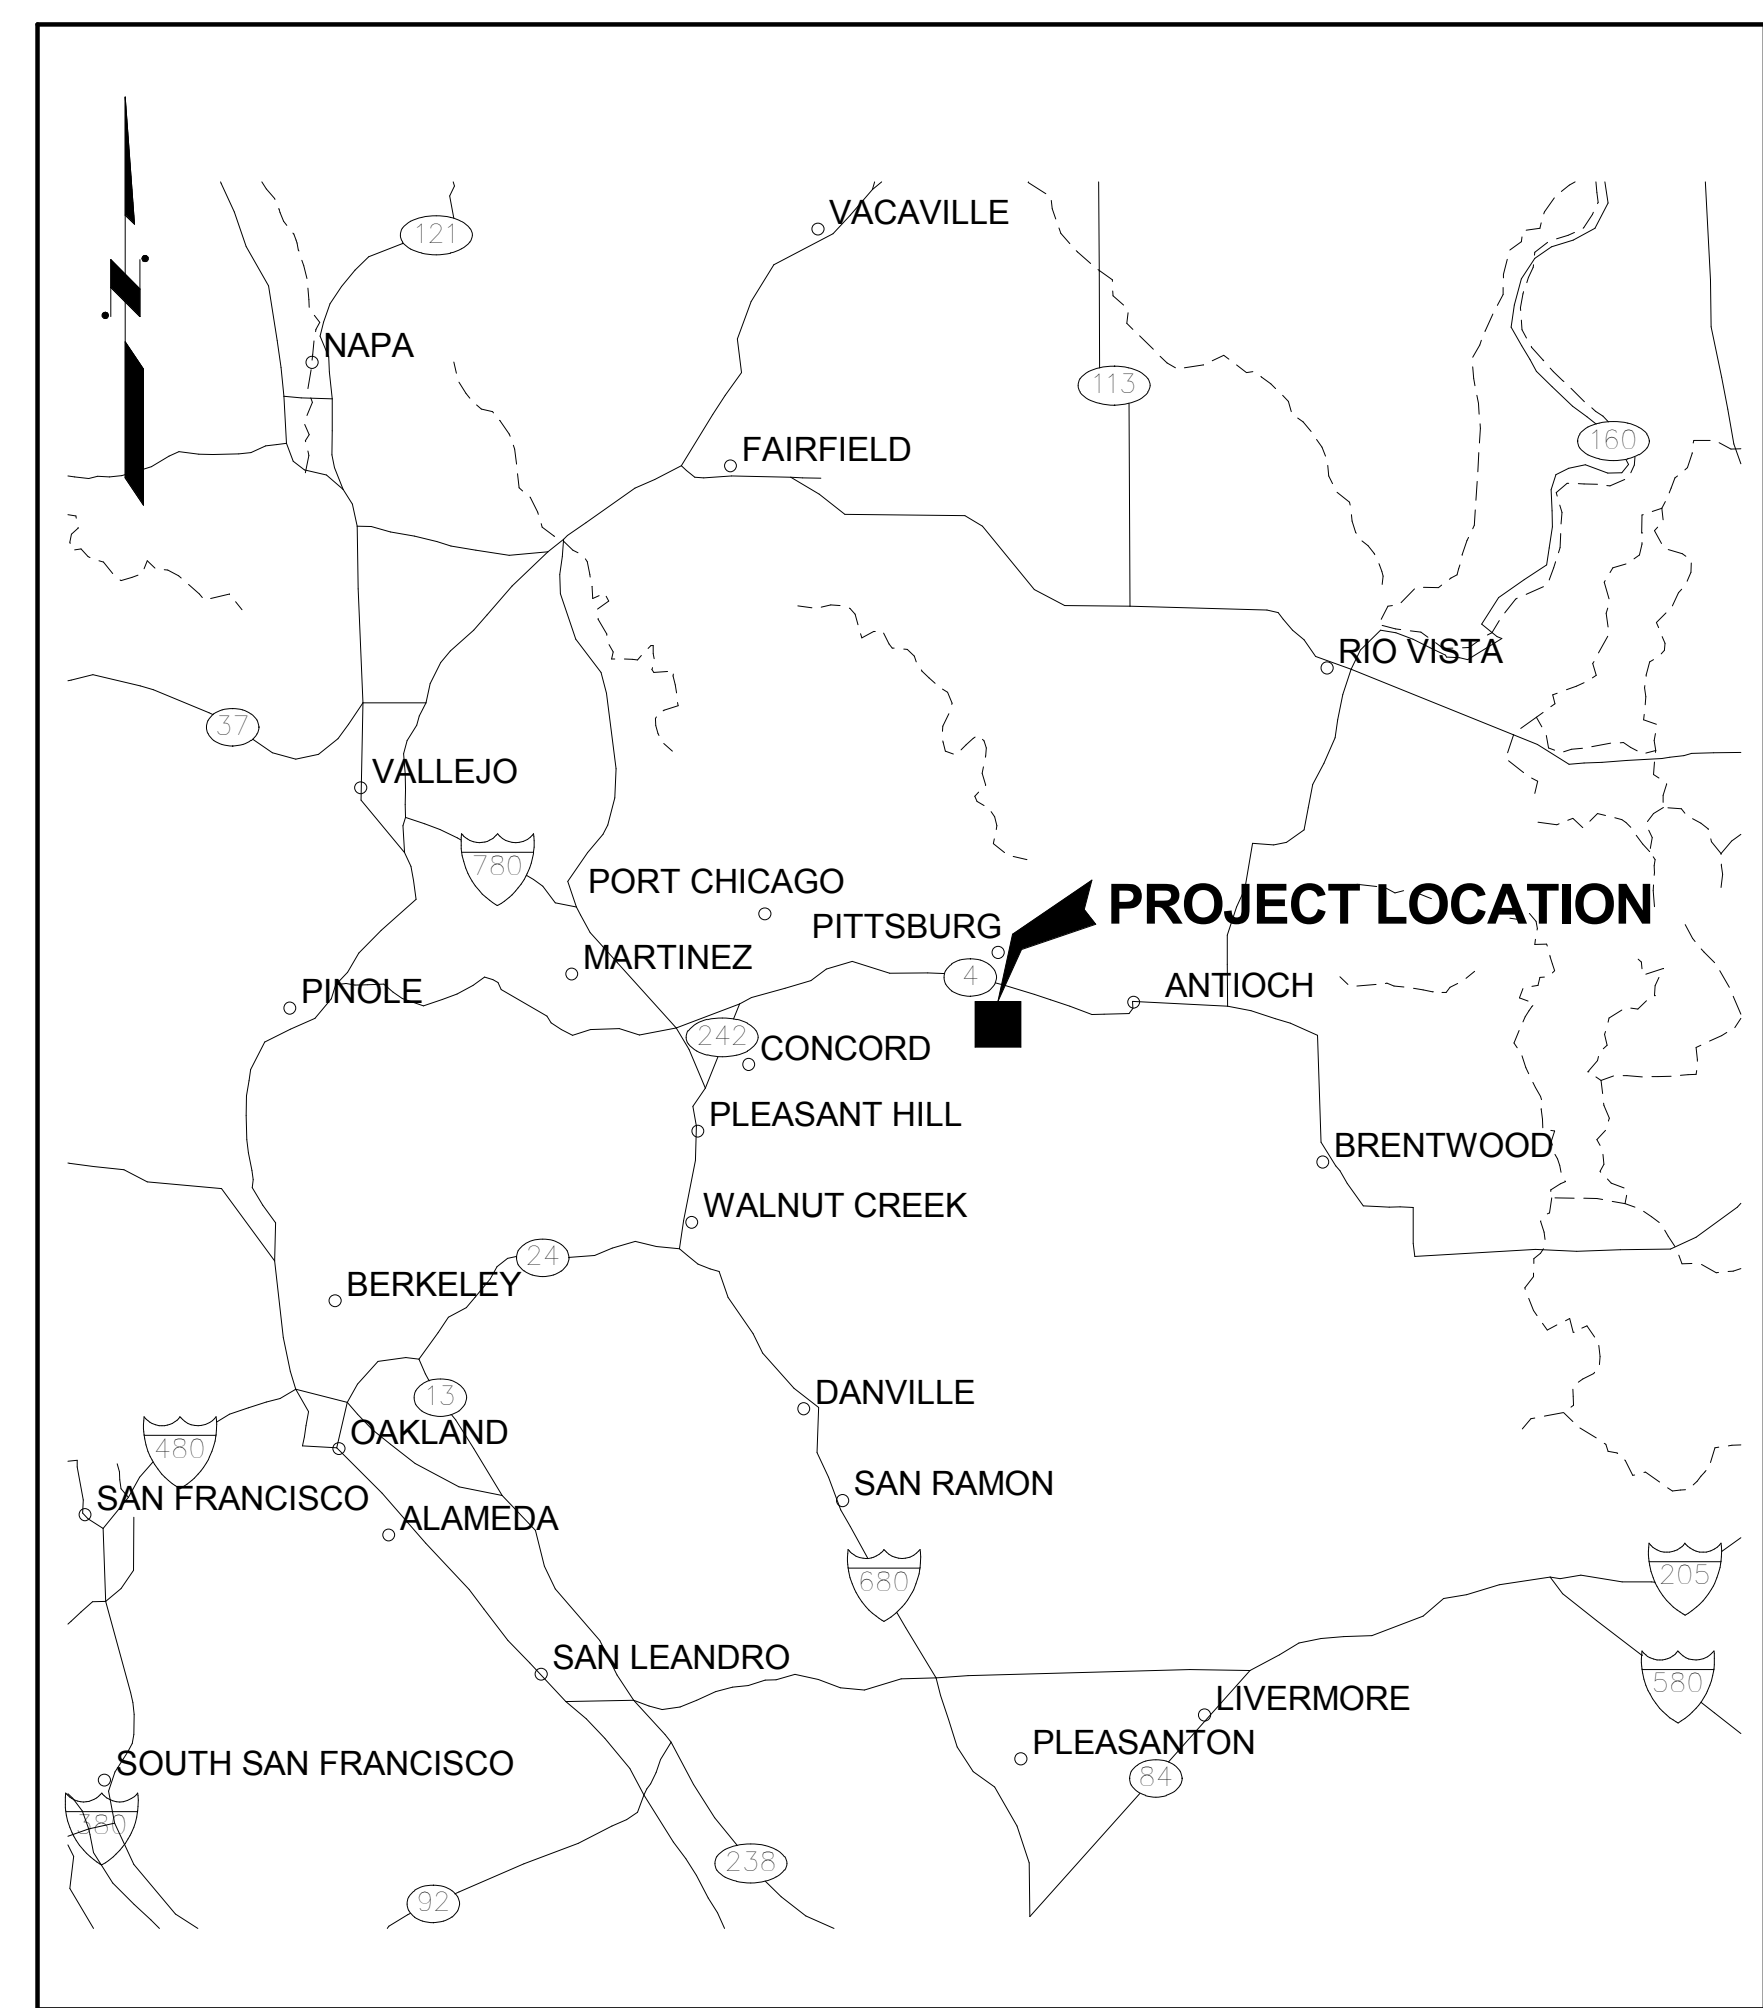 VACAVILLE
121
NAPA
113
160
FAIRFIELD
RIO VISTA
37
VALLEJO
780
PORT CHICAGO
PROJECT LOCATION
PITTSBURG
MARTINEZ
4
ANTIOCH
PINOLE
242
CONCORD
PLEASANT HILL
BRENTWOOD
WALNUT CREEK
24
BERKELEY
13
DANVILLE
OAKLAND
480
SAN RAMON
SAN FRANCISCO
ALAMEDA
680
205
SAN LEANDRO
580
LIVERMORE
PLEASANTON
SOUTH SAN FRANCISCO
84
380
238
92
N